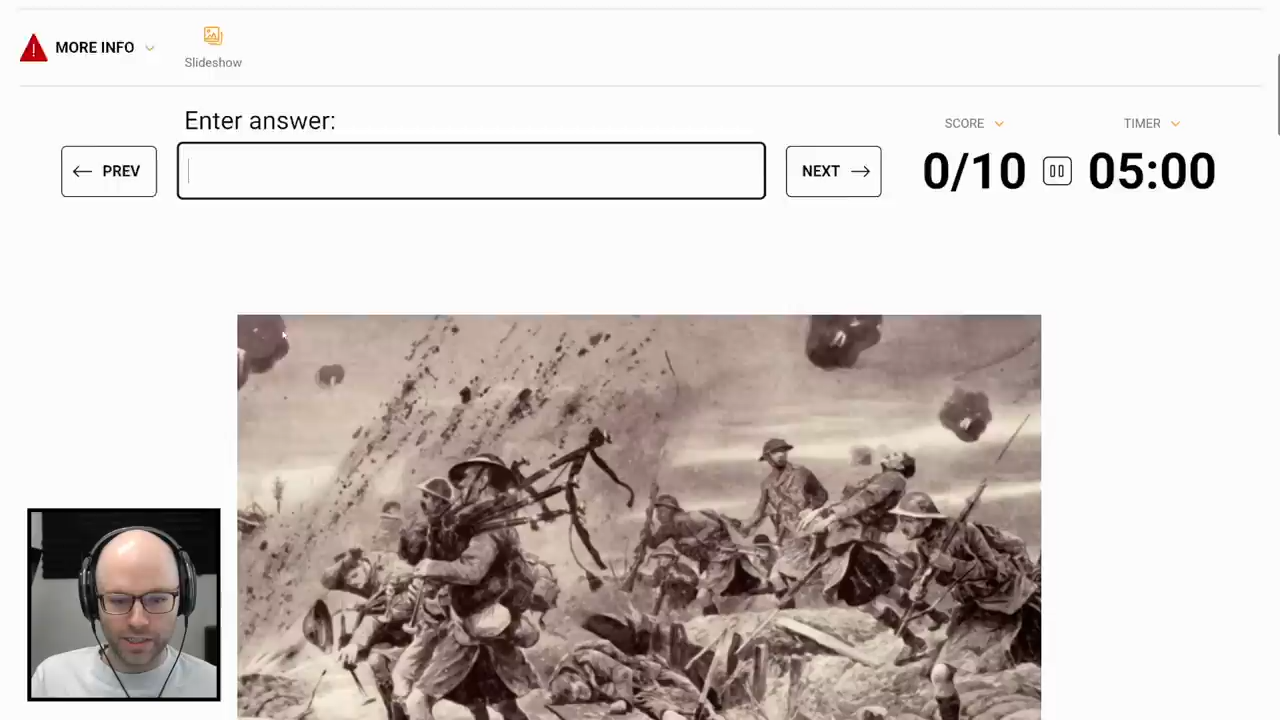 MORE INFO
Slideshow
Enter answer:
PREV
NEXT
SCORE
TIMER
0/10
05:00